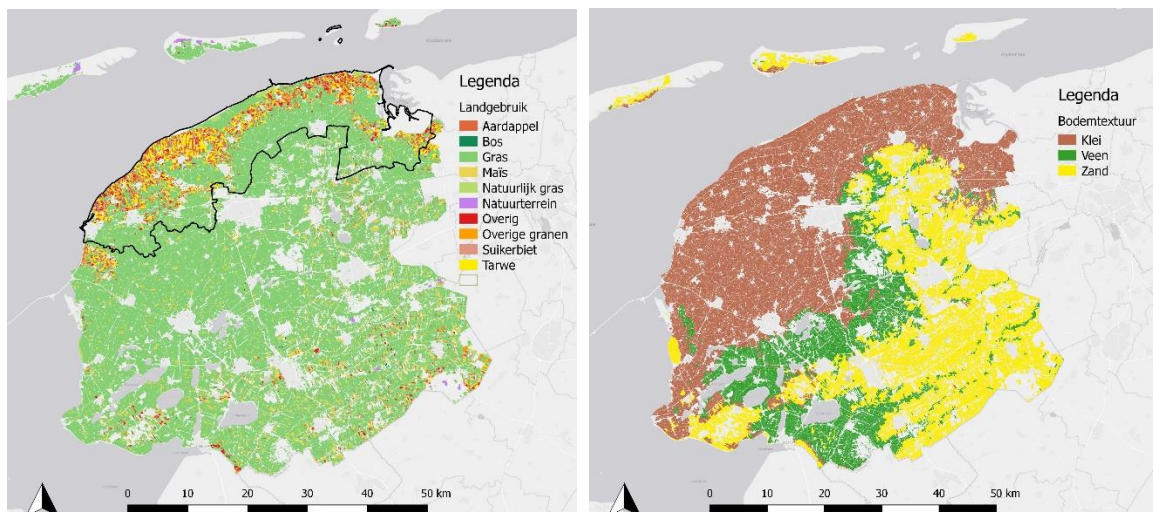 Legenda
Landgebruik
Aardappel
Bos
Gras
Maïs
Natuurlijk gras
Natuurterrein
Overig
Overige granen
Suikerbiet
Tarwe
0 10 20 30 40 50 km
Legenda
Bodemtextuur
Klei
Veen
Zand
0 10 20 30 40 50 km